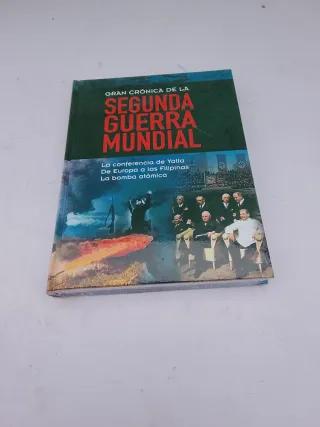 GRAN CRÓNICA DE LA
SEGUNDA
GUERRA
MUNDIAL
La conferencia de Yalta
De Europa a las Filipinas
La bomba atómica